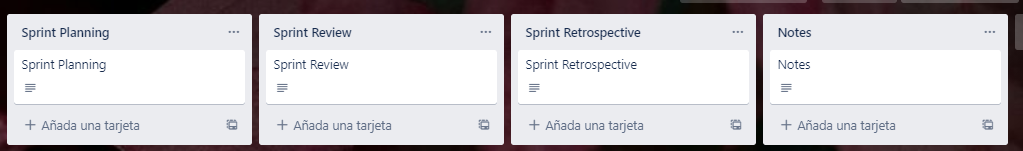 Sprint Planning
Sprint Planning
Añada una tarjeta
Sprint Review
Sprint Review
Añada una tarjeta
Sprint Retrospective
Sprint Retrospective
Añada una tarjeta
Notes
Notes
Añada una tarjeta